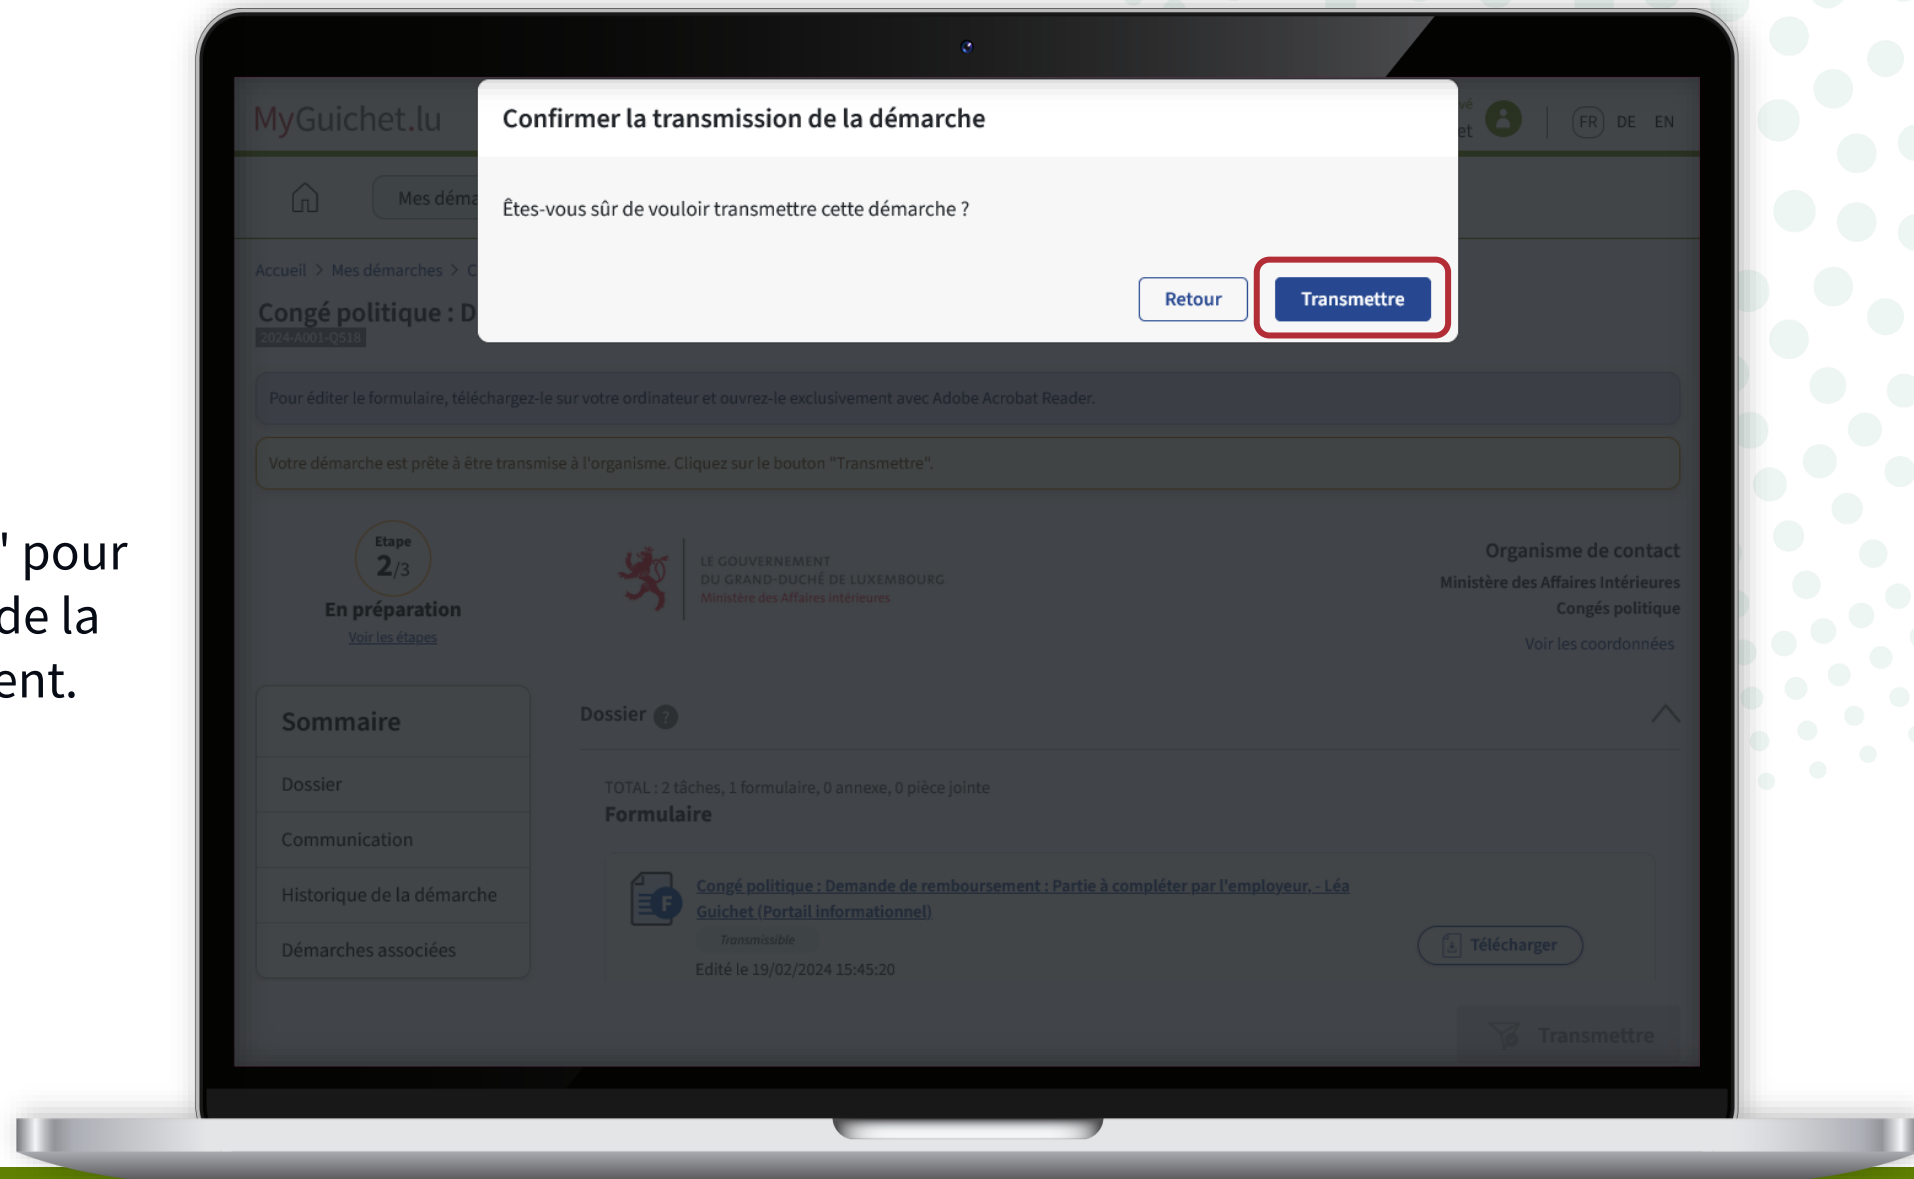 " pour
de la
ent.
MyGuichet.lu
vé
et
FR DE EN
Confirmer la transmission de la démarche
Êtes-vous sûr de vouloir transmettre cette démarche ?
Retour
Transmettre
Mes déma
Accueil > Mes démarches > C
Congé politique : D
2024-A001-Q518
Pour éditer le formulaire, téléchargez-le sur votre ordinateur et ouvrez-le exclusivement avec Adobe Acrobat Reader.
Votre démarche est prête à être transmise à l'organisme. Cliquez sur le bouton "Transmettre".
Etape
2/3
En préparation
Voir les étapes
LE GOUVERNEMENT
DU GRAND-DUCHÉ DE LUXEMBOURG
Ministère des Affaires intérieures
Organisme de contact
Ministère des Affaires Intérieures
Congés politique
Voir les coordonnées
Sommaire
Dossier
Communication
Historique de la démarche
Démarches associées
Dossier ?
TOTAL : 2 tâches, 1 formulaire, 0 annexe, 0 pièce jointe
Formulaire
F
Congé politique : Demande de remboursement : Partie à compléter par l'employeur. - Léa
Guichet (Portail informationnel)
Transmissible
Edité le 19/02/2024 15:45:20
Télécharger
Transmettre